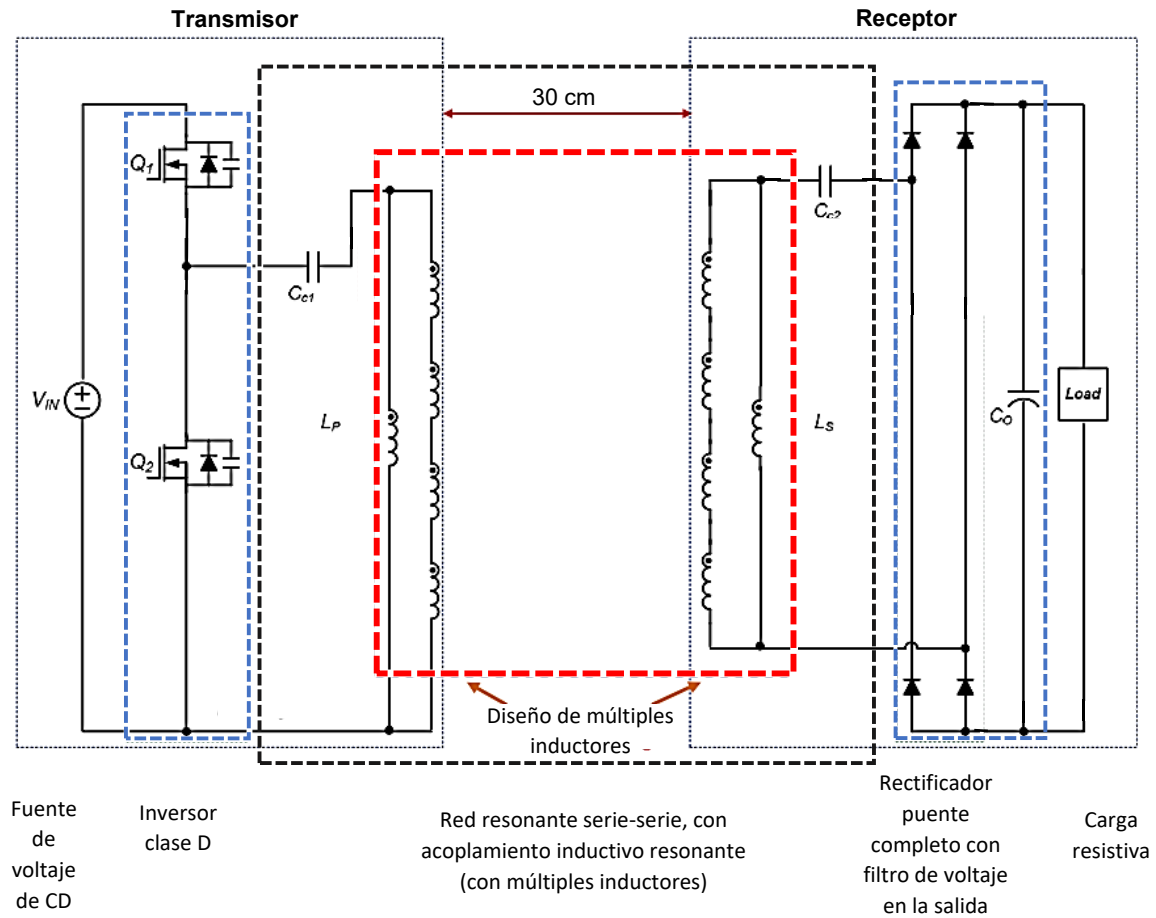 Transmisor
Receptor
30 cm
Q1
Cc1
Cc2
VIN
LP
LS
CO
Load
Q2
Diseño de múltiples
inductores
Fuente
de
voltaje
de CD
Inversor
clase D
Red resonante serie-serie, con
acoplamiento inductivo resonante
(con múltiples inductores)
Rectificador
puente
completo con
filtro de voltaje
en la salida
Carga
resistiva